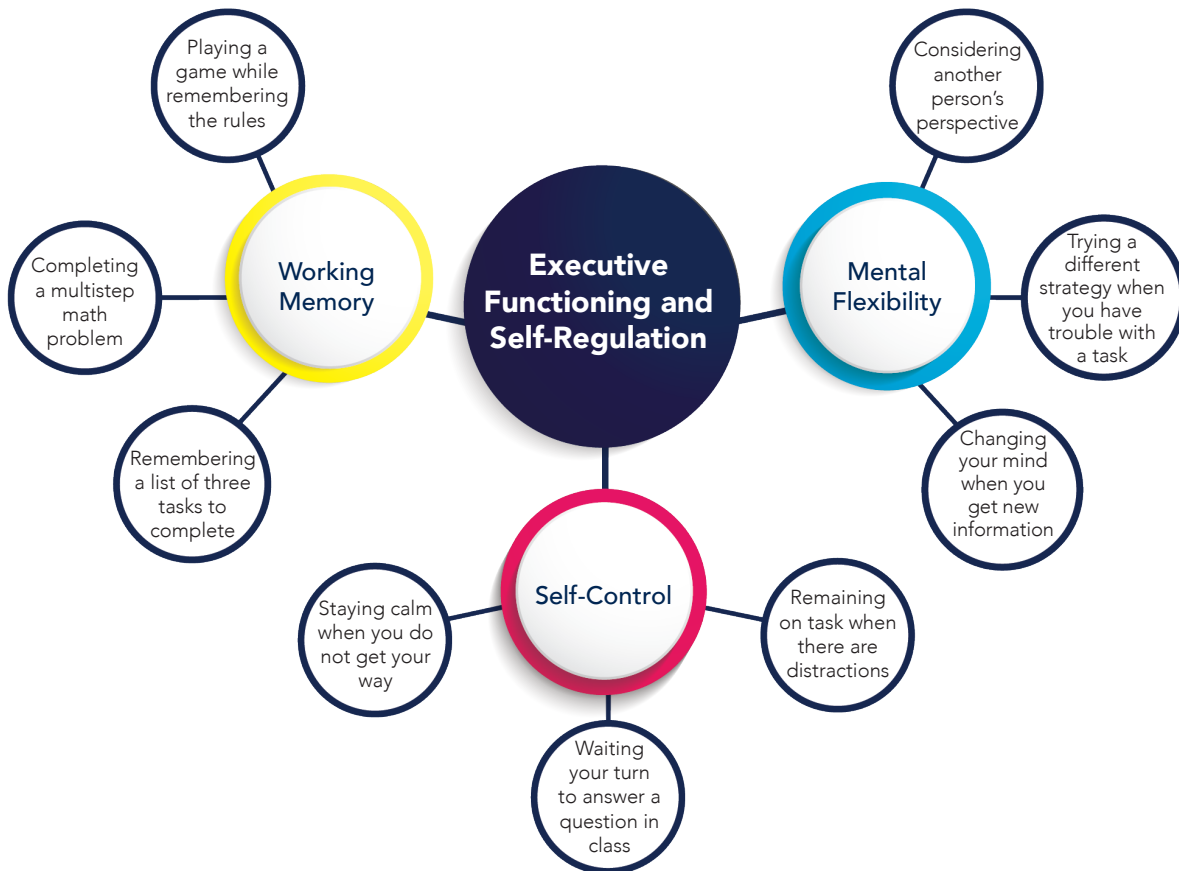 Executive
Functioning and
Self-Regulation
Working
Memory
Playing a
game while
remembering
the rules
Completing
a multistep
math
problem
Remembering
a list of three
tasks to
complete
Mental
Flexibility
Considering
another
person’s
perspective
Trying a
different
strategy when
you have
trouble with
a task
Changing
your mind
when you
get new
information
Self-Control
Staying calm
when you do
not get your
way
Waiting
your turn
to answer a
question in
class
Remaining
on task when
there are
distractions